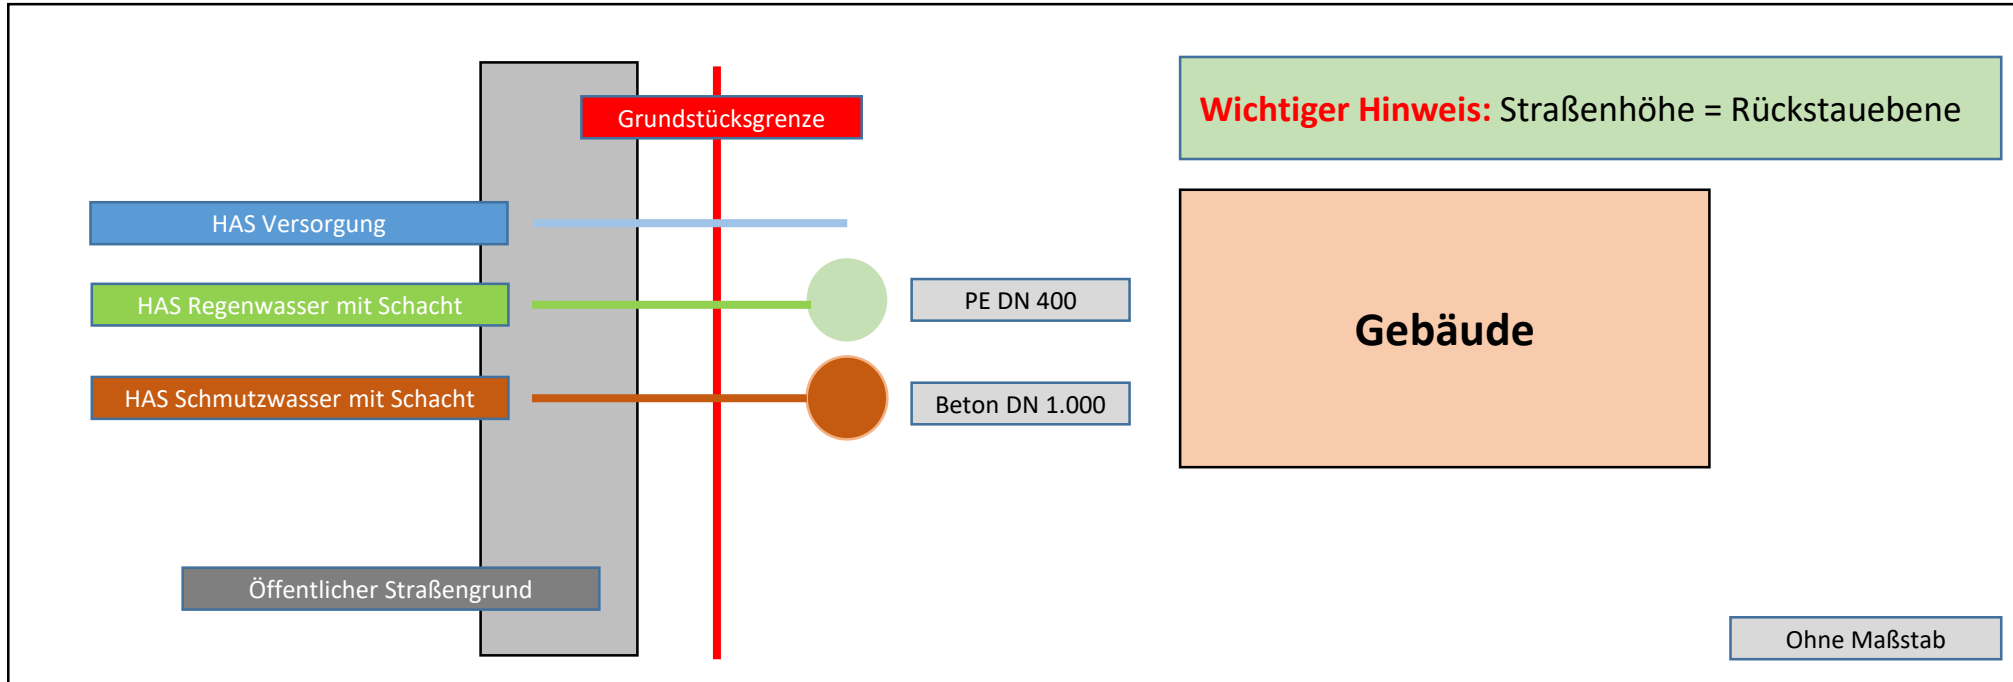 Grundstücksgrenze
Wichtiger Hinweis: Straßenhöhe = Rückstauebene
HAS Versorgung
HAS Regenwasser mit Schacht
PE DN 400
Gebäude
HAS Schmutzwasser mit Schacht
Beton DN 1.000
Öffentlicher Straßengrund
Ohne Maßstab